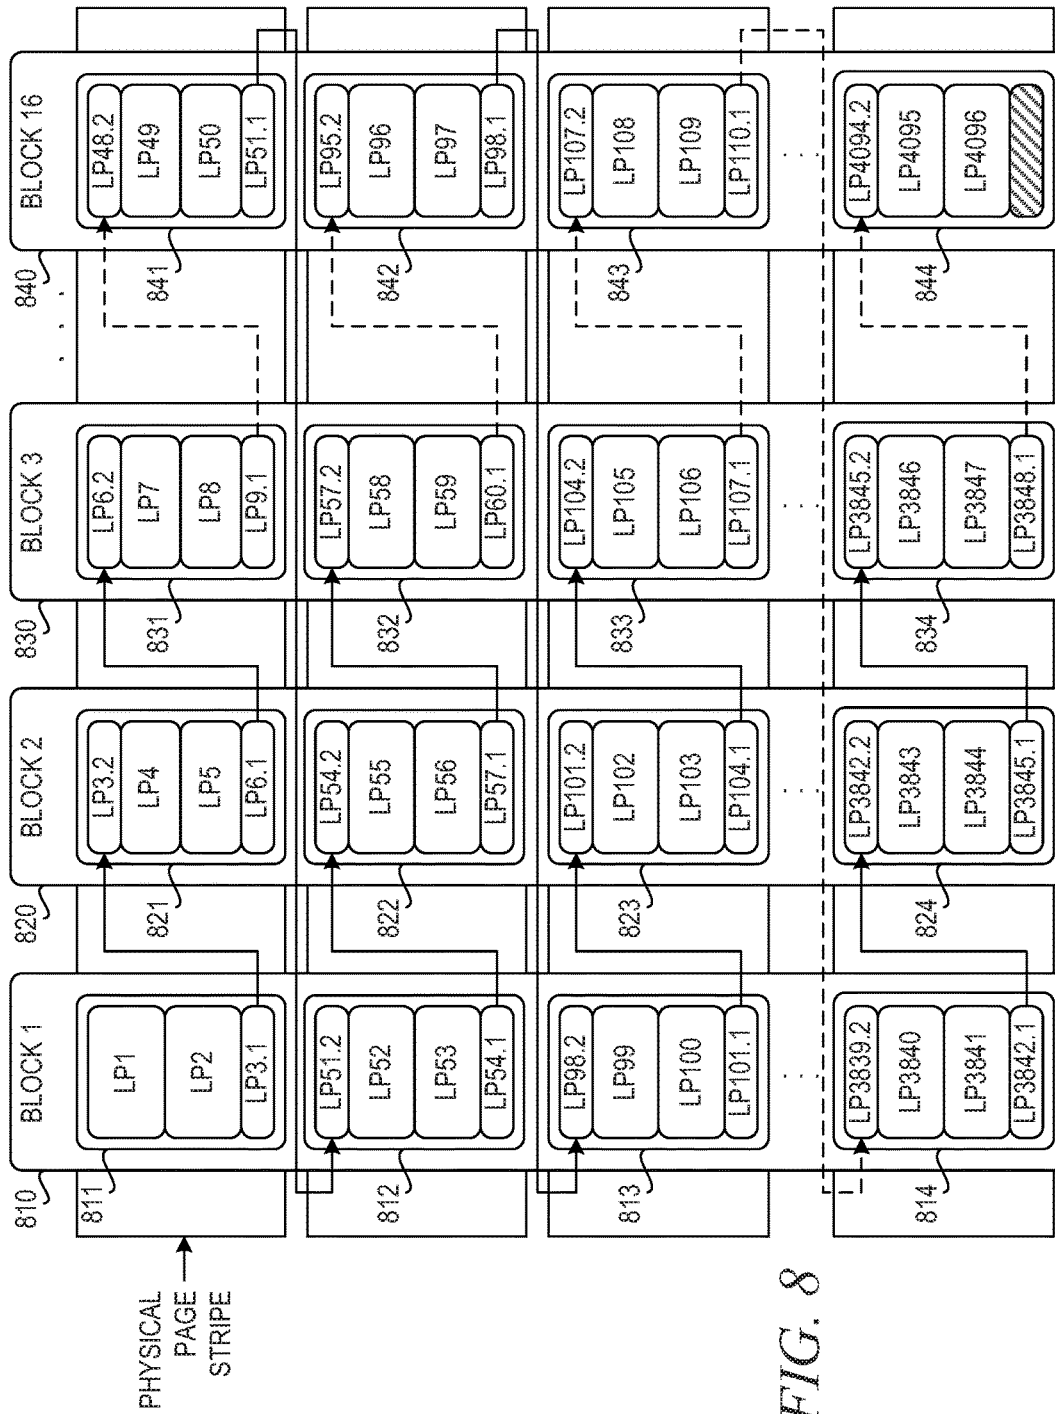 PHYSICAL
PAGE
STRIPE
810
BLOCK 1
811
LP1
LP2
LP3.1
812
LP51.2
LP52
LP53
LP54.1
813
LP98.2
LP99
LP100
LP101.1
. . .
814
LP3839.2
LP3840
LP3841
LP3842.1
820
BLOCK 2
821
LP3.2
LP4
LP5
LP6.1
822
LP54.2
LP55
LP56
LP57.1
823
LP101.2
LP102
LP103
LP104.1
. . .
824
LP3842.2
LP3843
LP3844
LP3845.1
830
BLOCK 3
831
LP6.2
LP7
LP8
LP9.1
832
LP57.2
LP58
LP59
LP60.1
833
LP104.2
LP105
LP106
LP107.1
. . .
834
LP3845.2
LP3846
LP3847
LP3848.1
. . .
840
BLOCK 16
841
LP48.2
LP49
LP50
LP51.1
842
LP95.2
LP96
LP97
LP98.1
843
LP107.2
LP108
LP109
LP110.1
. . .
844
LP4094.2
LP4095
LP4096
FIG. 8